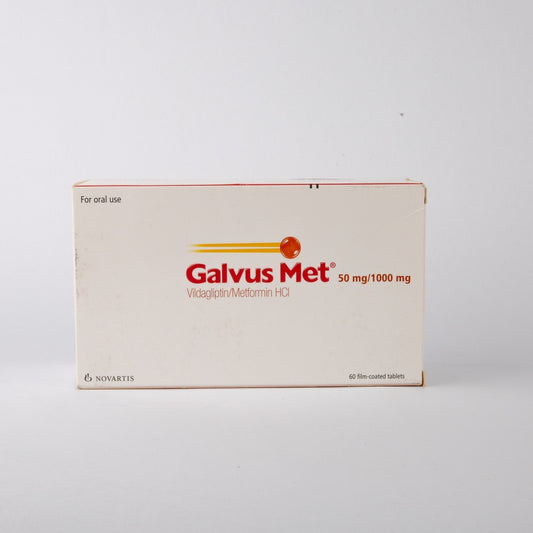 For oral use
Galvus Met® 50 mg/1000 mg
Vildagliptin/Metformin HCl
NOVARTIS
60 film-coated tablets